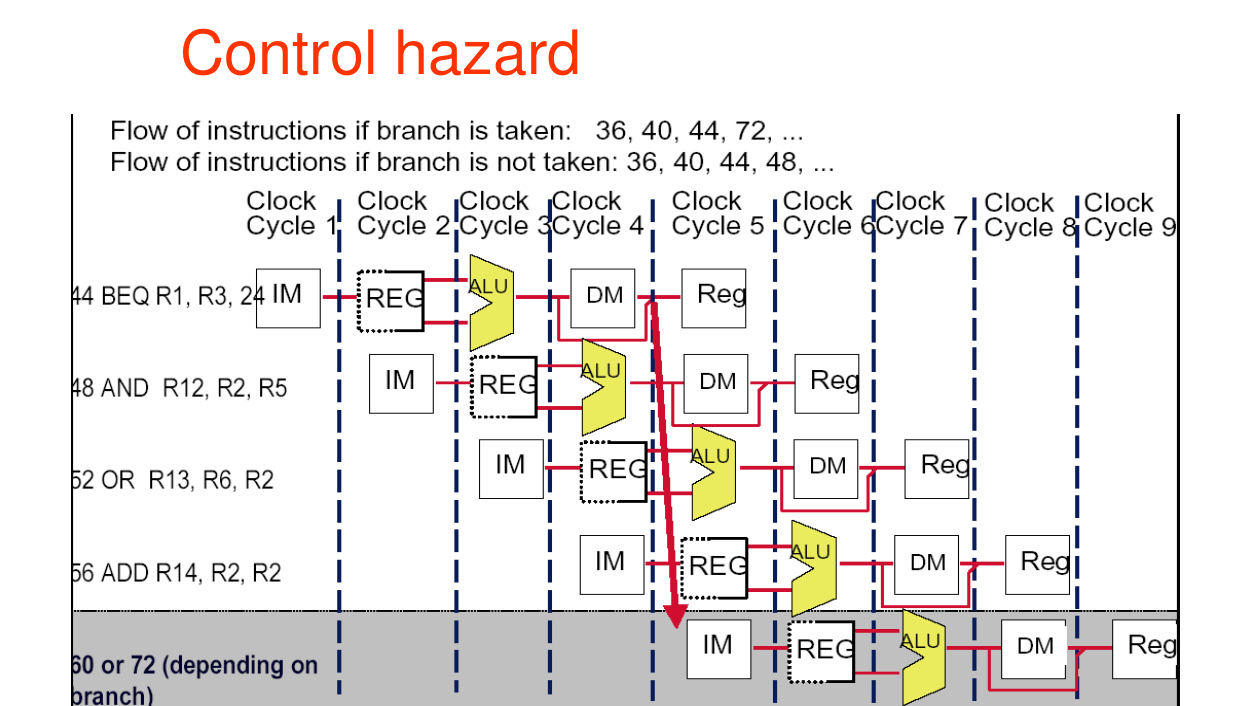 Control hazard
Flow of instructions if branch is taken: 36, 40, 44, 72, ...
Flow of instructions if branch is not taken: 36, 40, 44, 48, ...
Clock Cycle 1
Clock Cycle 2
Clock Cycle 3
Clock Cycle 4
Clock Cycle 5
Clock Cycle 6
Clock Cycle 7
Clock Cycle 8
Clock Cycle 9
44 BEQ R1, R3, 24 IM REG ALU DM Reg
48 AND R12, R2, R5 IM REG ALU DM Reg
52 OR R13, R6, R2 IM REG ALU DM Reg
56 ADD R14, R2, R2 IM REG ALU DM Reg
60 or 72 (depending on IM REG ALU DM Reg
branch)